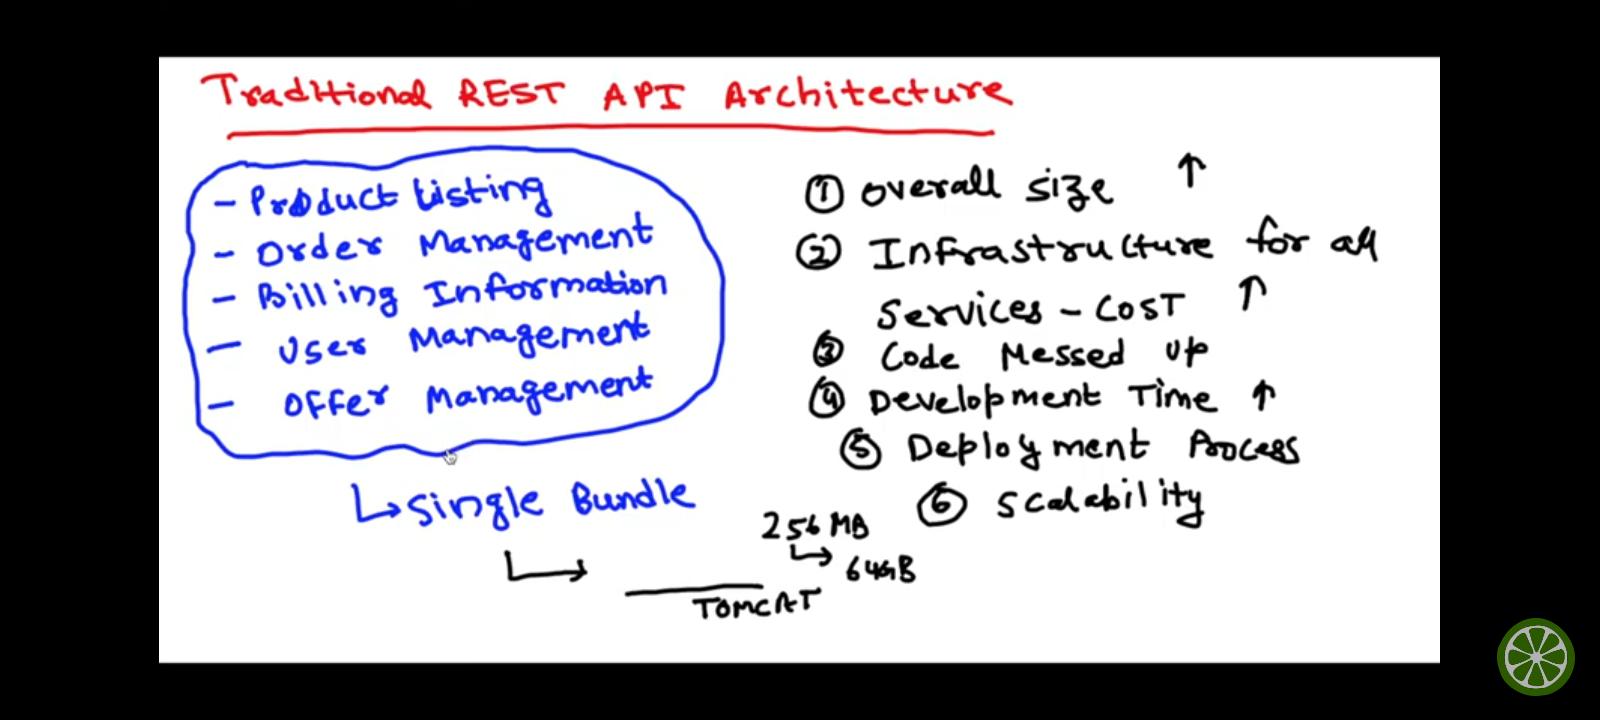 Traditional REST API Architecture
- Product Listing
- Order Management
- Billing Information
- User Management
- Offer Management
↳ Single Bundle
① Overall size ↑
② Infrastructure for all
Services - COST ↑
③ Code Messed up
④ Development Time ↑
⑤ Deployment Process
⑥ Scalability
256 MB
↳ 64GB
TOMCAT